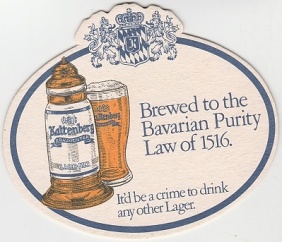 Kaltenberg
Kaltenberg
Brewed to the
Bavarian Purity
Law of 1516.
It'd be a crime to drink
any other Lager.